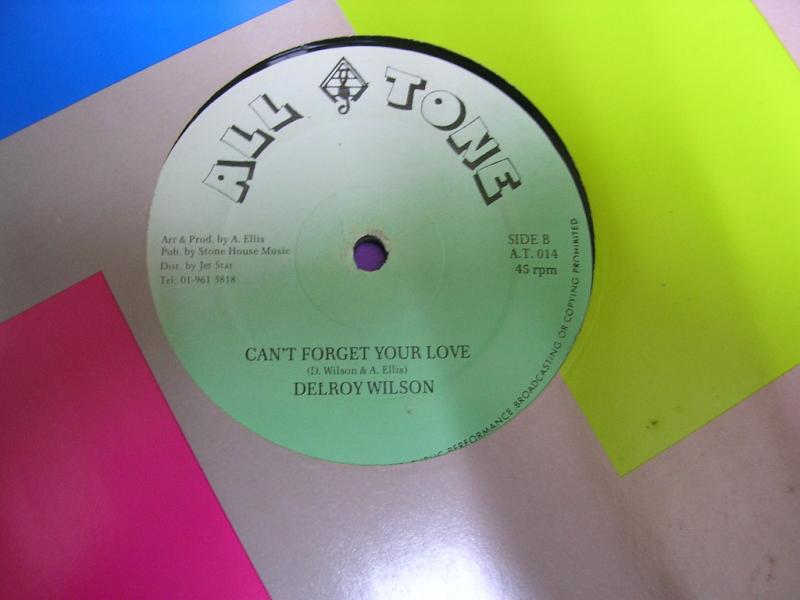 ALL TONE
Arr & Prod. by A. Ellis
Pub. by Stone House Music
Dist. by Jet Star
Tel: 01-961 5818
SIDE B
A.T. 014
45 rpm
CAN'T FORGET YOUR LOVE
(D. Wilson & A. Ellis)
DELROY WILSON
PERFORMANCE BROADCASTING OR COPYING PROHIBITED